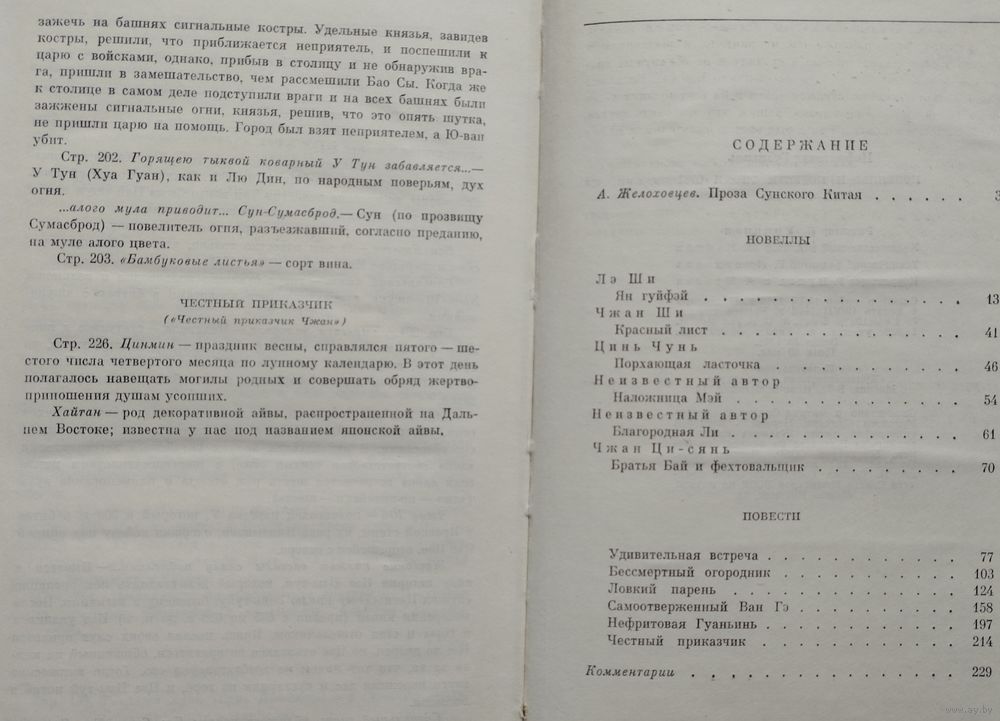 зажечь на башнях сигнальные костры. Удельные князья, завидев
костры, решили, что приближается неприятель, и поспешили к
царю с войсками, однако, прибыв в столицу и не обнаружив вра-
га, пришли в замешательство, чем рассмешили Бао Сы. Когда же
к столице в самом деле подступили враги и на всех башнях были
зажжены сигнальные огни, князья, решив, что это опять шутка,
не пришли царю на помощь. Город был взят неприятелем, а Ю-ван
убит.
Стр. 202. Горящею тыквой коварный У Тун забавляется...—
У Тун (Хуа Гуан), как и Лю Дин, по народным поверьям, дух
огня.
...алого мула приводит... Сун-Сумасброд.— Сун (по прозвищу
Сумасброд) — повелитель огня, разъезжавший, согласно преданию,
на муле алого цвета.
Стр. 203. «Бамбуковые листья» — сорт вина.
ЧЕСТНЫЙ ПРИКАЗЧИК
(«Честный приказчик Чжан»)
Стр. 226. Цинмин — праздник весны, справлялся пятого — ше-
стого числа четвертого месяца по лунному календарю. В этот день
полагалось навещать могилы родных и совершать обряд жертво-
приношения душам усопших.
Хайтан — род декоративной айвы, распространенной на Даль-
нем Востоке; известна у нас под названием японской айвы.
СОДЕРЖАНИЕ
А. Желоховцев. Проза Сунского Китая . . . . . . 3
НОВЕЛЛЫ
Лэ Ши
Ян гуйфэй . . . . . . . . . . . . . . . 13
Чжан Ши
Красный лист . . . . . . . . . . . . . . 41
Цинь Чунь
Порхающая ласточка . . . . . . . . . . . 46
Неизвестный автор
Наложница Мэй . . . . . . . . . . . . . 54
Неизвестный автор
Благородная Ли . . . . . . . . . . . . . 61
Чжан Ци-сянь
Братья Бай и фехтовальщик . . . . . . . . . 70
ПОВЕСТИ
Удивительная встреча . . . . . . . . . . . . 77
Бессмертный огородник . . . . . . . . . . . 103
Ловкий парень . . . . . . . . . . . . . . 124
Самоотверженный Ван Гэ . . . . . . . . . . 158
Нефритовая Гуаньинь . . . . . . . . . . . . 197
Честный приказчик . . . . . . . . . . . . 214
Комментарии . . . . . . . . . . . . . . . 229
www.ay.by